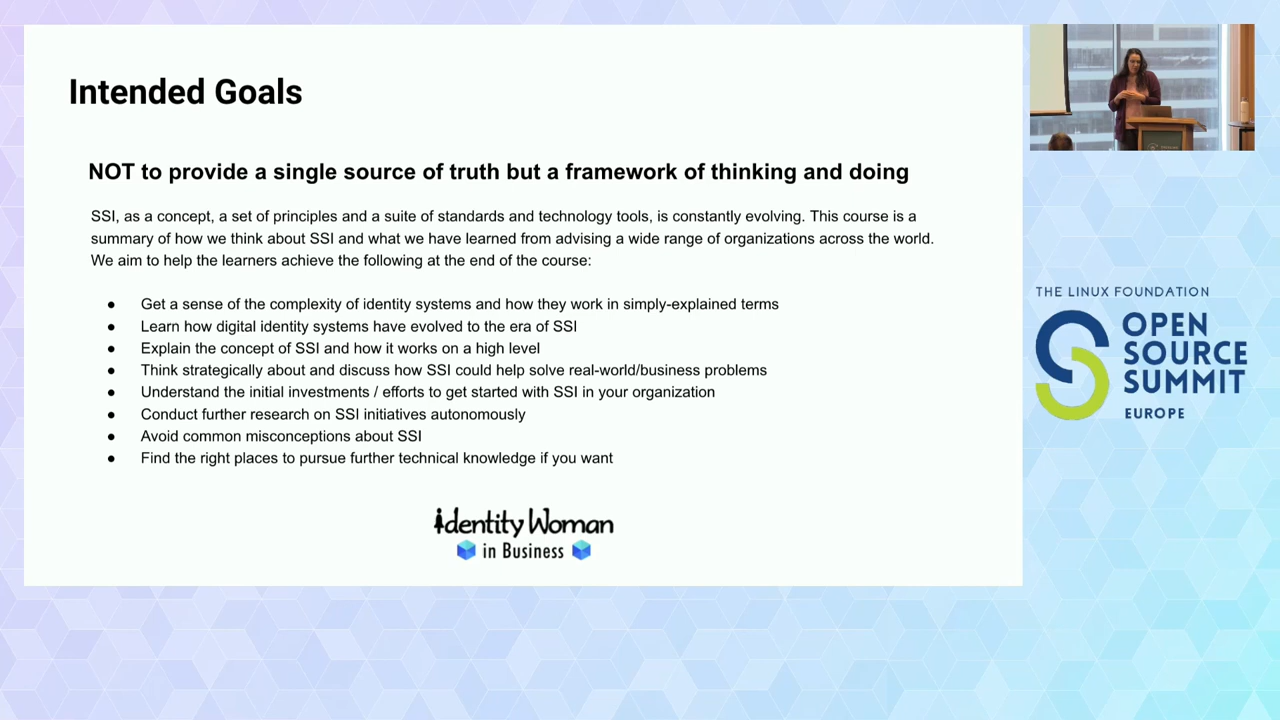 Intended Goals
NOT to provide a single source of truth but a framework of thinking and doing
SSI, as a concept, a set of principles and a suite of standards and technology tools, is constantly evolving. This course is a
summary of how we think about SSI and what we have learned from advising a wide range of organizations across the world.
We aim to help the learners achieve the following at the end of the course:
● Get a sense of the complexity of identity systems and how they work in simply-explained terms
● Learn how digital identity systems have evolved to the era of SSI
● Explain the concept of SSI and how it works on a high level
● Think strategically about and discuss how SSI could help solve real-world/business problems
● Understand the initial investments / efforts to get started with SSI in your organization
● Conduct further research on SSI initiatives autonomously
● Avoid common misconceptions about SSI
● Find the right places to pursue further technical knowledge if you want
identity Woman
in Business
THE LINUX FOUNDATION
OPEN
SOURCE
SUMMIT
EUROPE